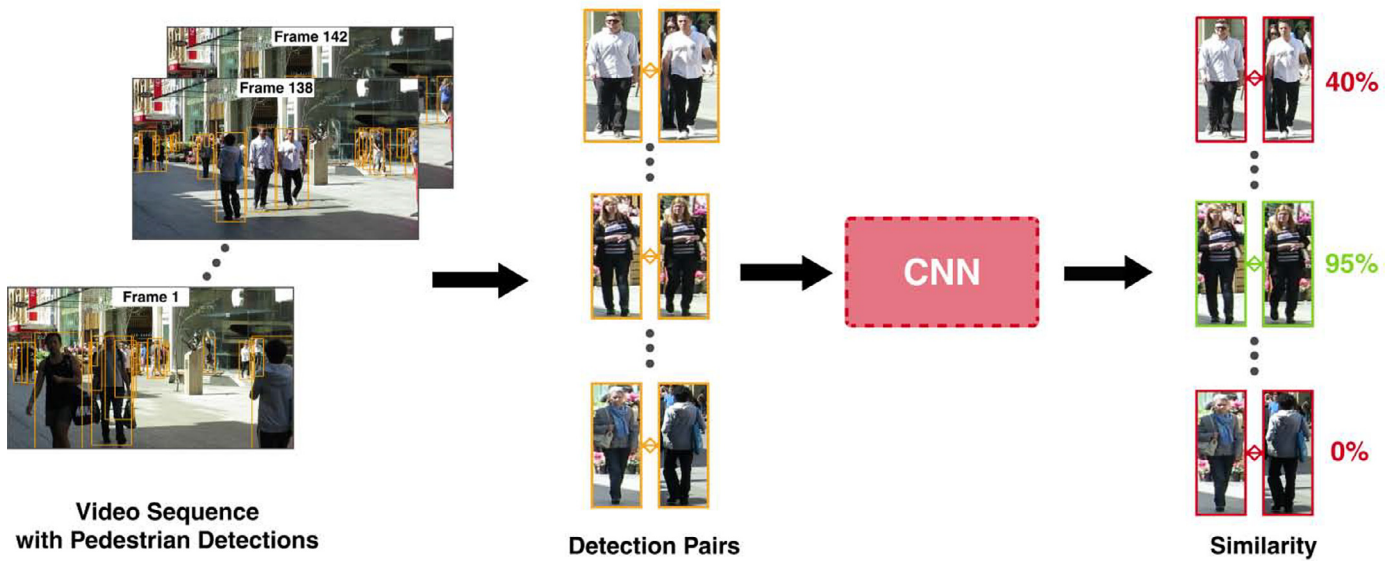 Frame 142
Frame 138
Frame 1
Video Sequence
with Pedestrian Detections
Detection Pairs
CNN
40%
95%
0%
Similarity